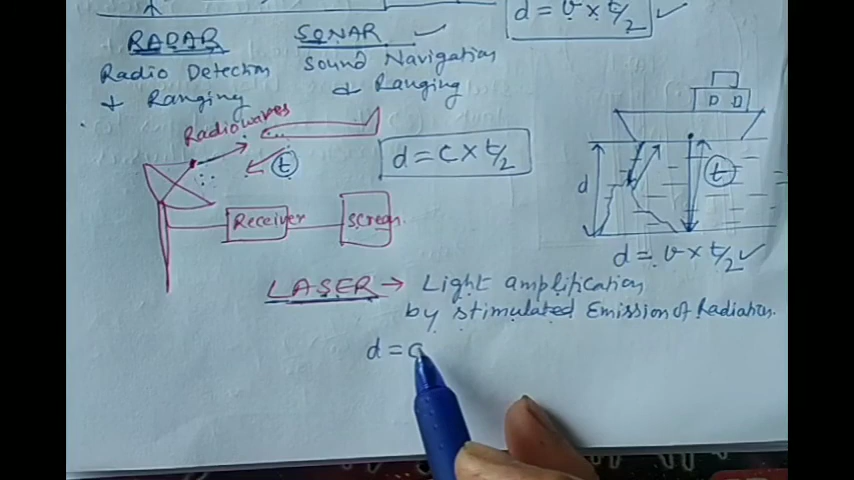 d = v × t/2 ✓
RADAR
Radio Detection
+ Ranging
SONAR ✓
Sound Navigation
& Ranging
Radiowaves
t
d = c × t/2
Receiver
Screen
d
t
d = v × t/2 ✓
LASER → Light amplification
by stimulated Emission of Radiation.
d = c